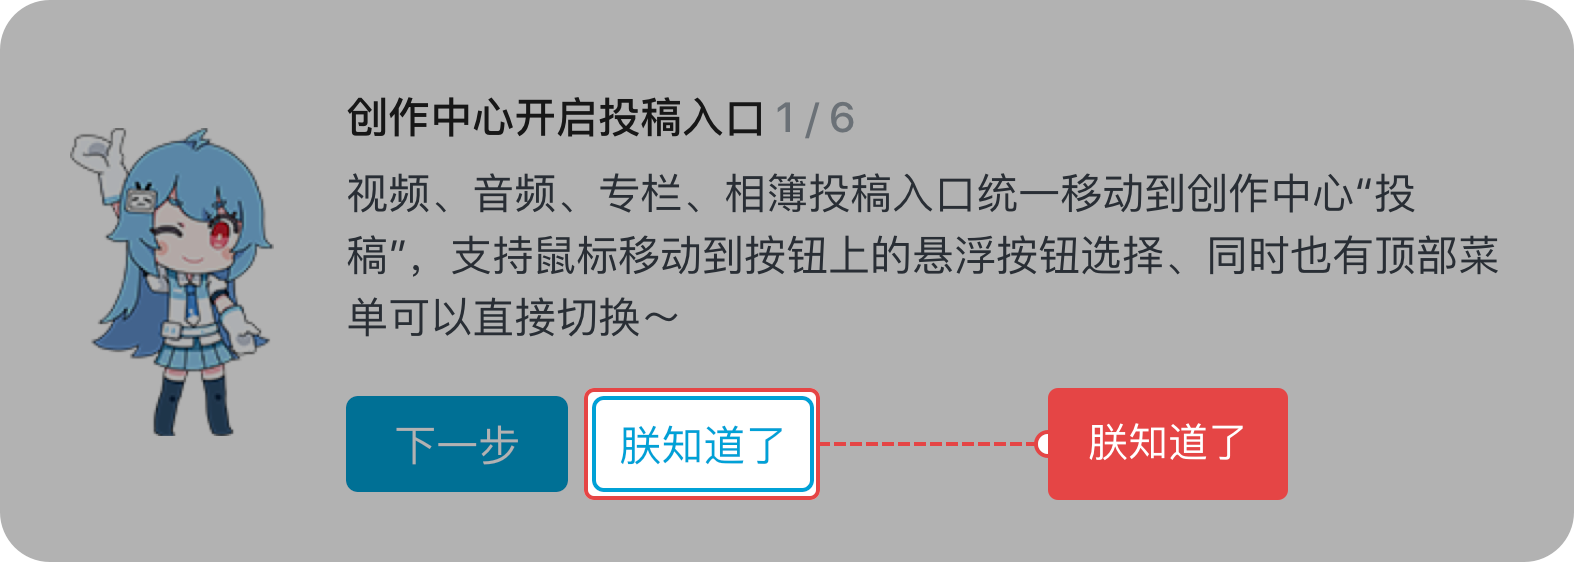 创作中心开启投稿入口 1 / 6
视频、音频、专栏、相簿投稿入口统一移动到创作中心“投
稿”，支持鼠标移动到按钮上的悬浮按钮选择、同时也有顶部菜
单可以直接切换～
下一步 朕知道了 朕知道了